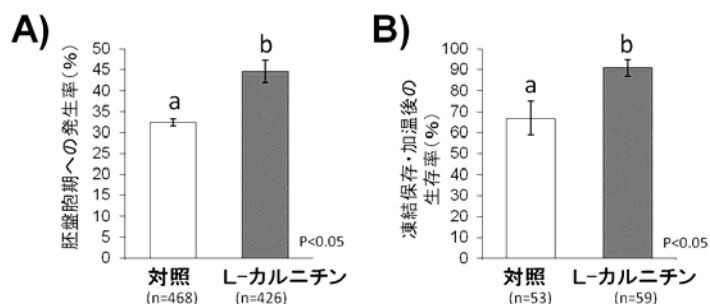 A)
胚盤胞期への発生率(%)
50
45
40
35
30
25
20
15
10
5
0
a
b
P<0.05
対照
L-カルニチン
(n=468)
(n=426)
B)
凍結保存・加温後の
生存率(%)
100
90
80
70
60
50
40
30
20
10
0
a
b
P<0.05
対照
L-カルニチン
(n=53)
(n=59)